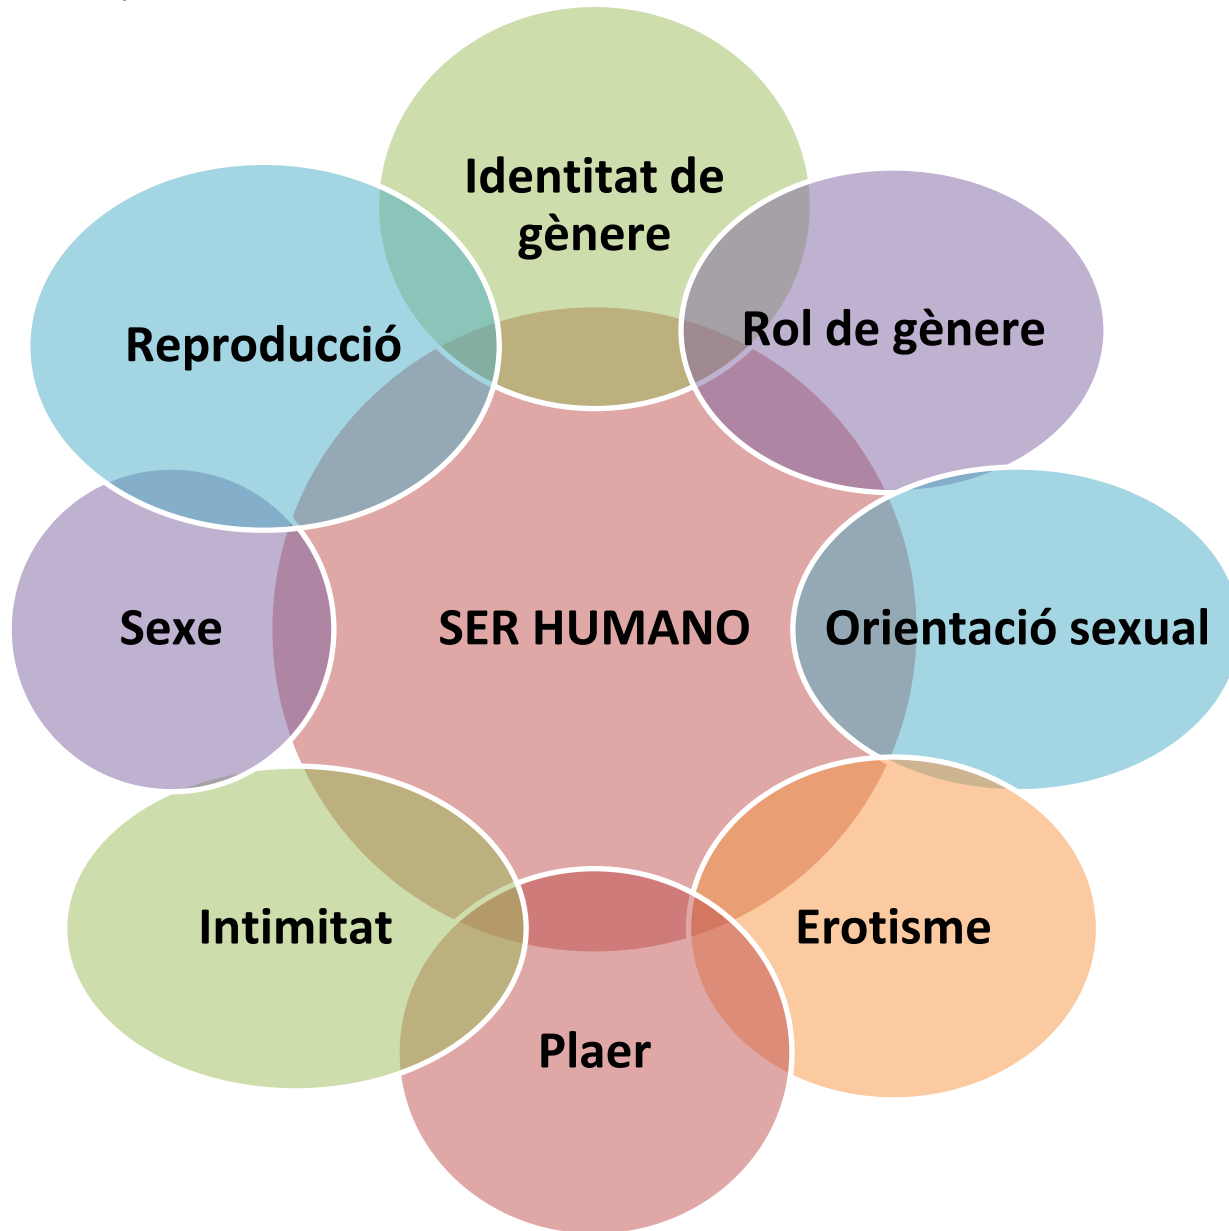 Identitat de
gènere
Rol de gènere
Reproducció
Sexe
SER HUMANO
Orientació sexual
Intimitat
Erotisme
Plaer